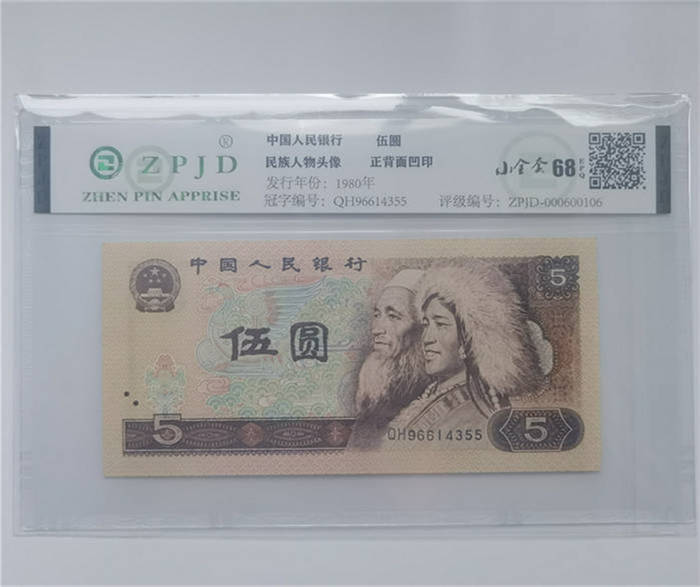 ZPJD ®
ZHEN PIN APPRISE
中国人民银行 伍圆
民族人物头像 正背面凹印
发行年份：1980年
冠字编号：QH96614355
68 EPQ
评级编号：ZPJD-000600106
中国人民银行
5
伍圆
5
QH96614355
5